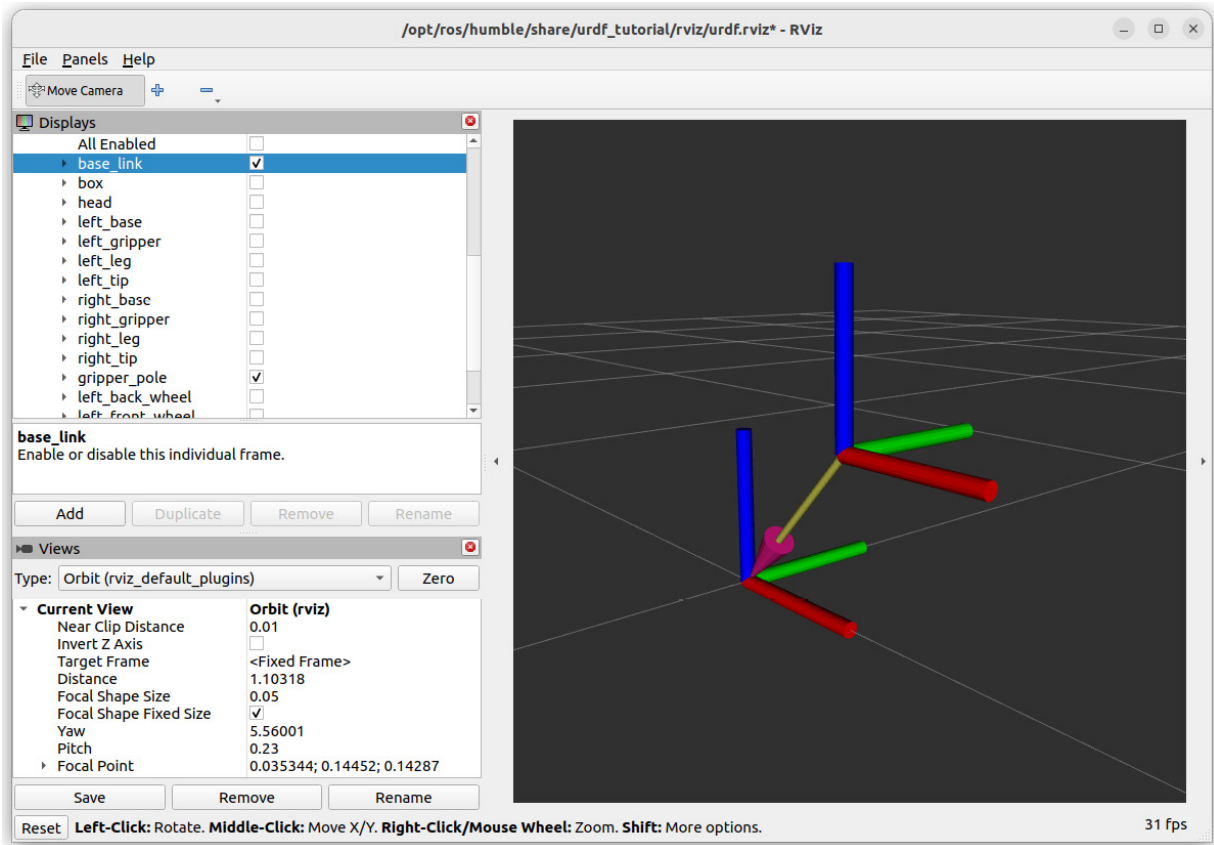 /opt/ros/humble/share/urdf_tutorial/rviz/urdf.rviz* - RViz
File Panels Help
Move Camera
Displays
All Enabled
base_link
box
head
left_base
left_gripper
left_leg
left_tip
right_base
right_gripper
right_leg
right_tip
gripper_pole
left_back_wheel
left_front_wheel
base_link
Enable or disable this individual frame.
Add Duplicate Remove Rename
Views
Type: Orbit (rviz_default_plugins) Zero
Current View Orbit (rviz)
Near Clip Distance 0.01
Invert Z Axis
Target Frame <Fixed Frame>
Distance 1.10318
Focal Shape Size 0.05
Focal Shape Fixed Size
Yaw 5.56001
Pitch 0.23
Focal Point 0.035344; 0.14452; 0.14287
Save Remove Rename
Reset Left-Click: Rotate. Middle-Click: Move X/Y. Right-Click/Mouse Wheel: Zoom. Shift: More options. 31 fps